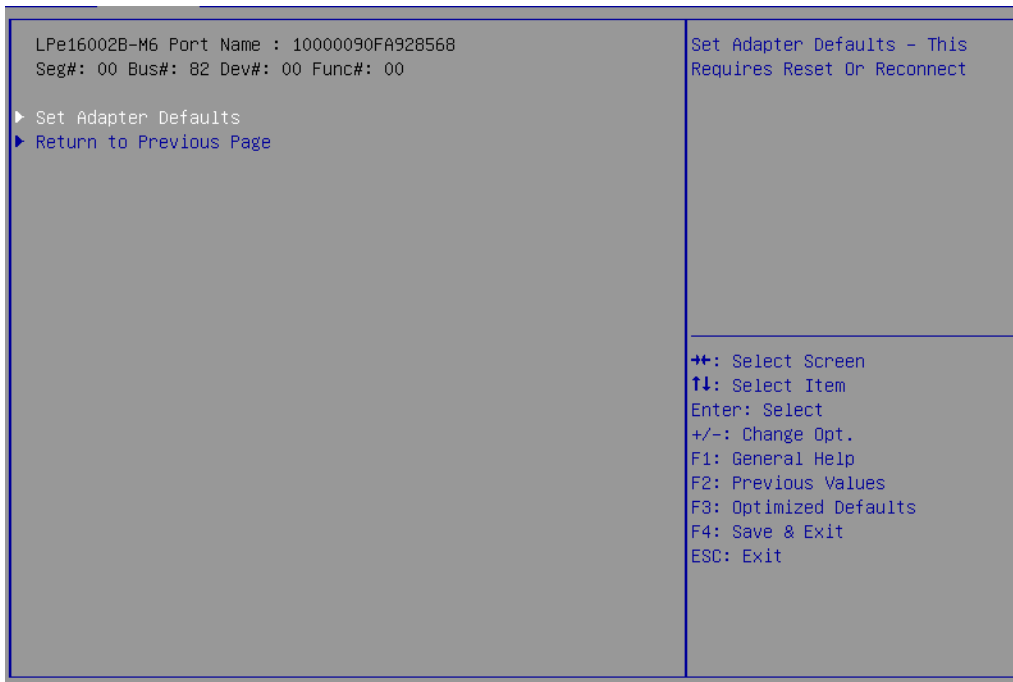 LPe16002B-M6 Port Name : 10000090FA928568
Seg#: 00 Bus#: 82 Dev#: 00 Func#: 00
Set Adapter Defaults
Return to Previous Page
Set Adapter Defaults - This
Requires Reset Or Reconnect
→←: Select Screen
↑↓: Select Item
Enter: Select
+/-: Change Opt.
F1: General Help
F2: Previous Values
F3: Optimized Defaults
F4: Save & Exit
ESC: Exit